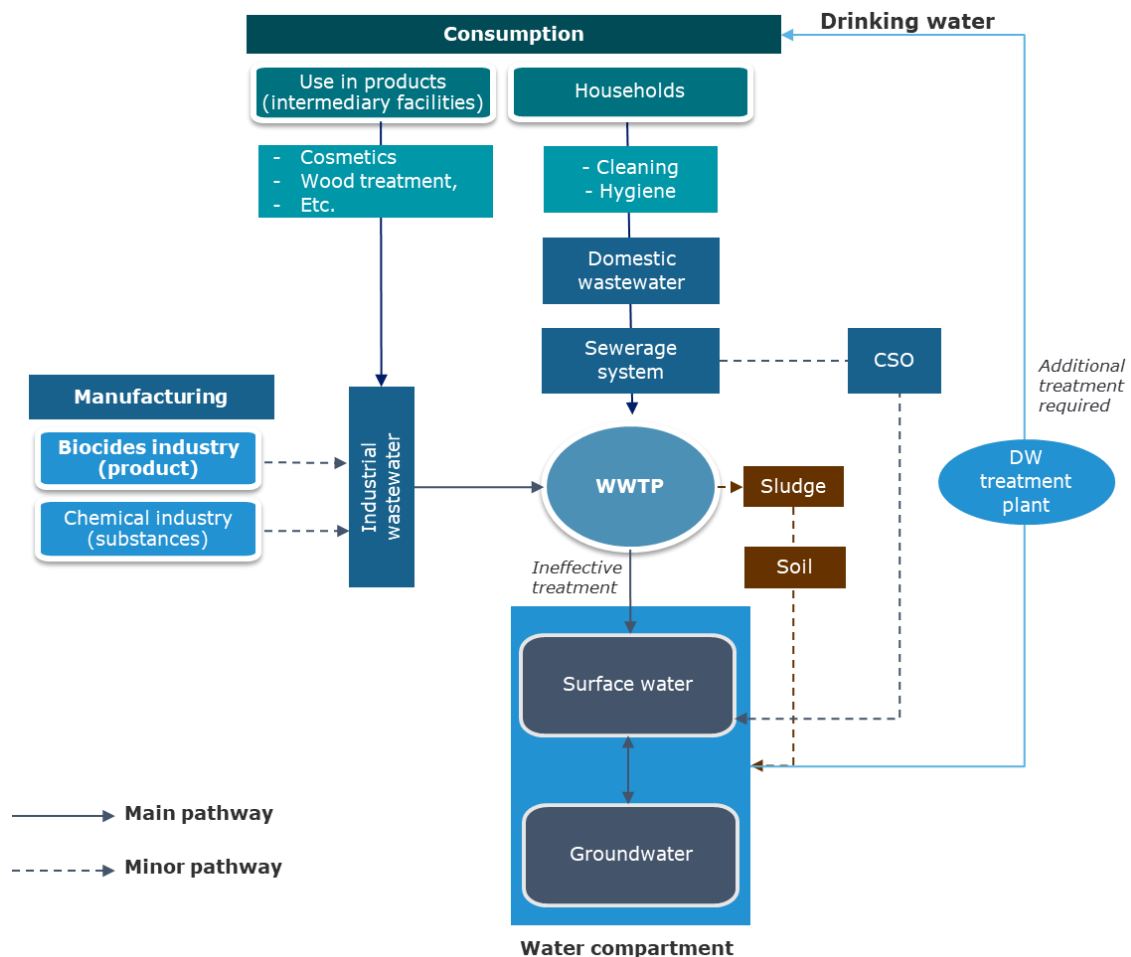 Consumption
Drinking water
Use in products
(intermediary facilities)
Households
- Cosmetics
- Wood treatment,
- Etc.
- Cleaning
- Hygiene
Domestic
wastewater
Sewerage
system
CSO
Additional
treatment
required
Manufacturing
Biocides industry
(product)
Chemical industry
(substances)
Industrial
wastewater
WWTP
Sludge
DW
treatment
plant
Ineffective
treatment
Soil
Surface water
Groundwater
Main pathway
Minor pathway
Water compartment